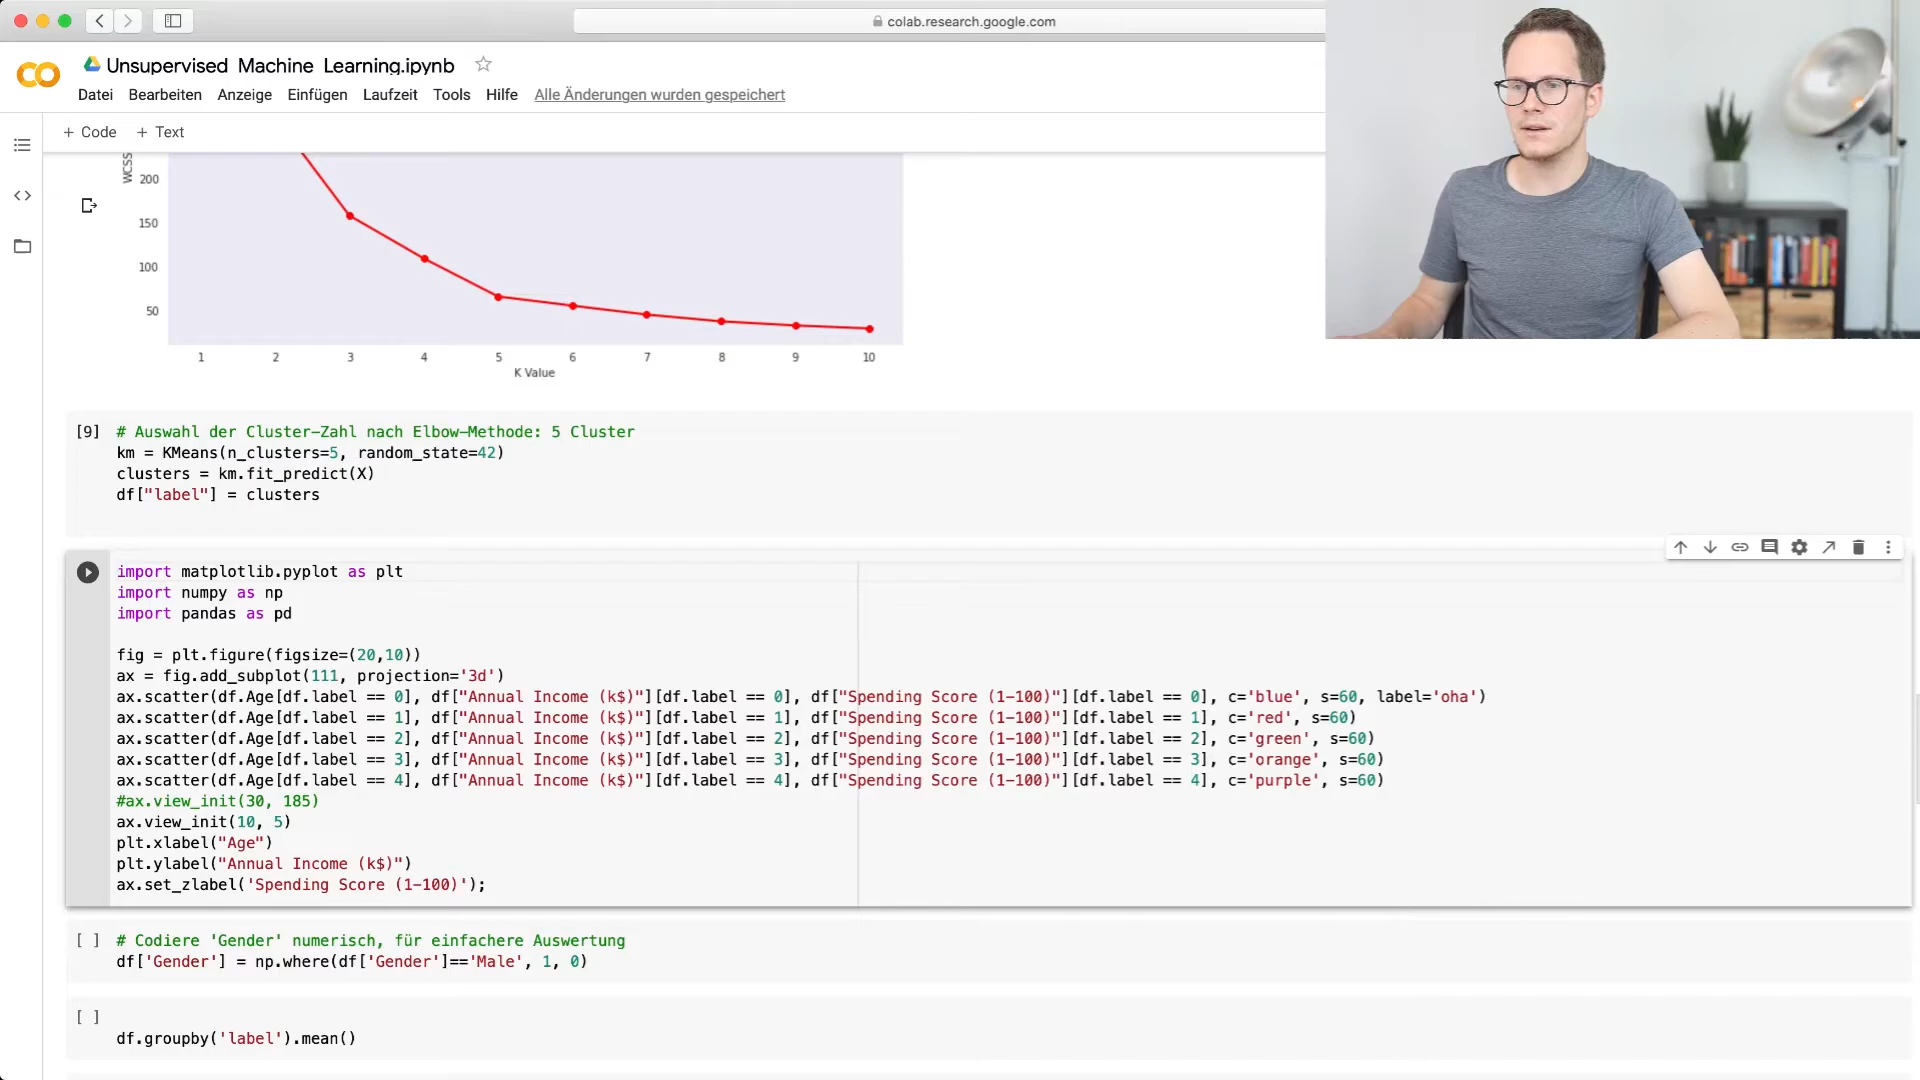 colab.research.google.com
Unsupervised Machine Learning.ipynb
Datei Bearbeiten Anzeige Einfügen Laufzeit Tools Hilfe Alle Änderungen wurden gespeichert
+ Code + Text
WCSS
200
150
100
50
1 2 3 4 5 6 7 8 9 10
K Value
[9] # Auswahl der Cluster-Zahl nach Elbow-Methode: 5 Cluster
km = KMeans(n_clusters=5, random_state=42)
clusters = km.fit_predict(X)
df["label"] = clusters
import matplotlib.pyplot as plt
import numpy as np
import pandas as pd
fig = plt.figure(figsize=(20,10))
ax = fig.add_subplot(111, projection='3d')
ax.scatter(df.Age[df.label == 0], df["Annual Income (k$)"][df.label == 0], df["Spending Score (1-100)"][df.label == 0], c='blue', s=60, label='oha')
ax.scatter(df.Age[df.label == 1], df["Annual Income (k$)"][df.label == 1], df["Spending Score (1-100)"][df.label == 1], c='red', s=60)
ax.scatter(df.Age[df.label == 2], df["Annual Income (k$)"][df.label == 2], df["Spending Score (1-100)"][df.label == 2], c='green', s=60)
ax.scatter(df.Age[df.label == 3], df["Annual Income (k$)"][df.label == 3], df["Spending Score (1-100)"][df.label == 3], c='orange', s=60)
ax.scatter(df.Age[df.label == 4], df["Annual Income (k$)"][df.label == 4], df["Spending Score (1-100)"][df.label == 4], c='purple', s=60)
#ax.view_init(30, 185)
ax.view_init(10, 5)
plt.xlabel("Age")
plt.ylabel("Annual Income (k$)")
ax.set_zlabel('Spending Score (1-100)');
[ ] # Codiere 'Gender' numerisch, für einfachere Auswertung
df['Gender'] = np.where(df['Gender']=='Male', 1, 0)
[ ]
df.groupby('label').mean()